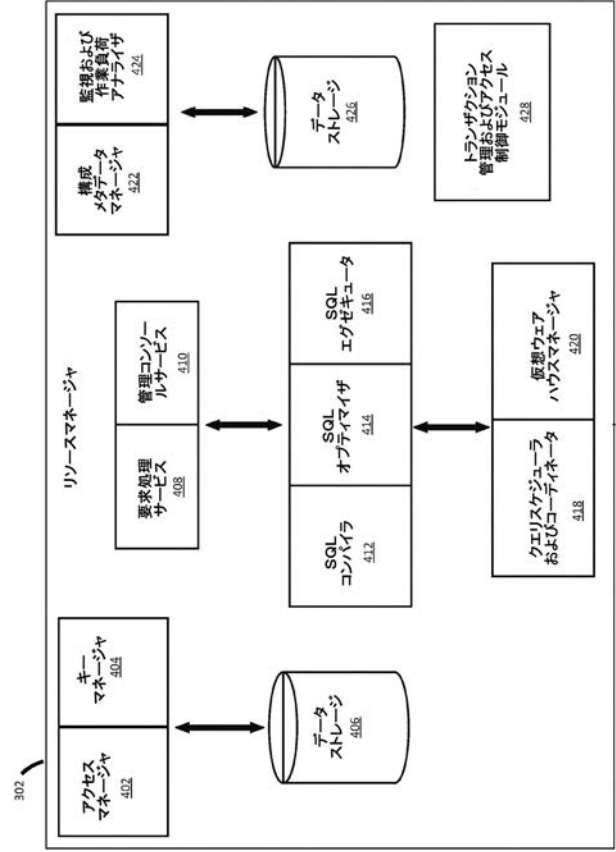 302
リソースマネージャ
アクセス
マネージャ
402
キー
マネージャ
404
データ
ストレージ
406
要求処理
サービス
408
管理コンソー
ルサービス
410
SQL
コンパイラ
412
SQL
オプティマイザ
414
SQL
エグゼキュータ
416
クエリスケジューラ
およびコーディネータ
418
仮想ウェア
ハウスマネージャ
420
構成
メタデータ
マネージャ
422
監視および
作業負荷
アナライザ
424
データ
ストレージ
426
トランザクション
管理およびアクセス
制御モジュール
428